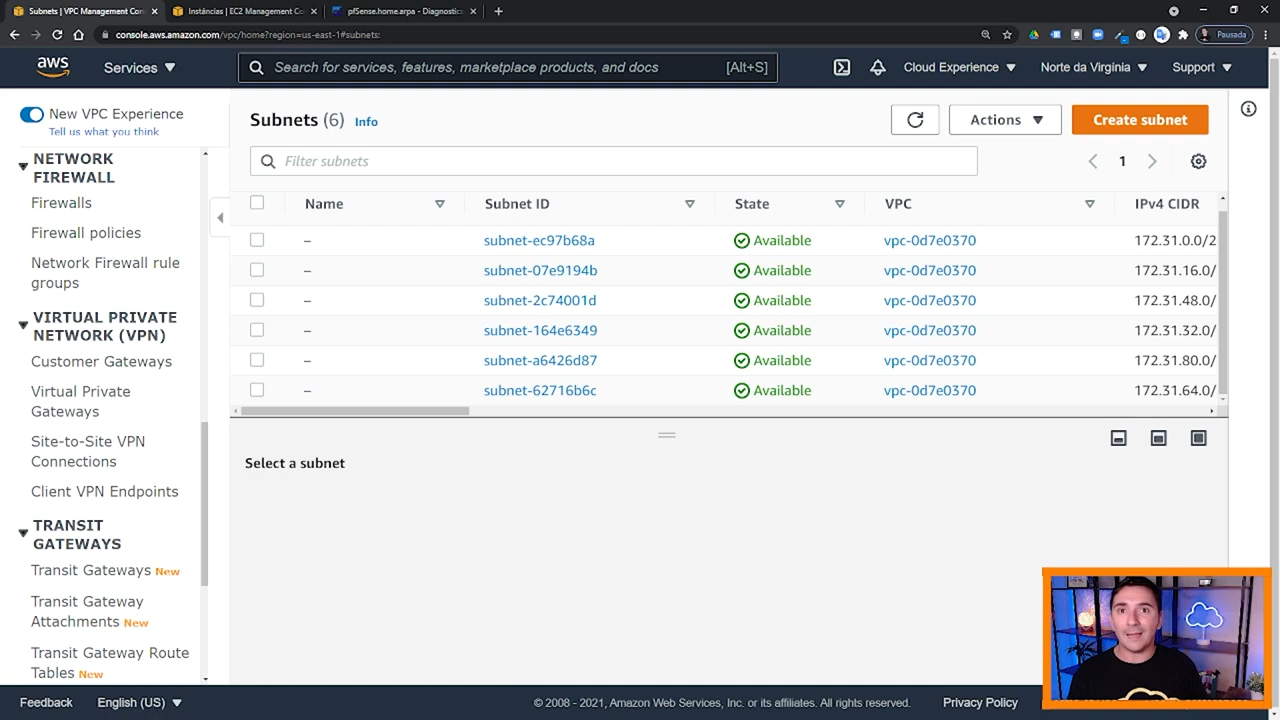 Subnets | VPC Management Con
Instâncias | EC2 Management Co
pfSense.home.arpa - Diagnostics
console.aws.amazon.com/vpc/home?region=us-east-1#subnets:
Pausada
aws
Services
Search for services, features, marketplace products, and docs
[Alt+S]
Cloud Experience
Norte da Virgínia
Support
New VPC Experience
Tell us what you think
NETWORK
FIREWALL
Firewalls
Firewall policies
Network Firewall rule
groups
VIRTUAL PRIVATE
NETWORK (VPN)
Customer Gateways
Virtual Private
Gateways
Site-to-Site VPN
Connections
Client VPN Endpoints
TRANSIT
GATEWAYS
Transit Gateways New
Transit Gateway
Attachments New
Transit Gateway Route
Tables New
Subnets (6) Info
Actions
Create subnet
Filter subnets
1
Name Subnet ID State VPC IPv4 CIDR
– subnet-ec97b68a Available vpc-0d7e0370 172.31.0.0/2
– subnet-07e9194b Available vpc-0d7e0370 172.31.16.0/
– subnet-2c74001d Available vpc-0d7e0370 172.31.48.0/
– subnet-164e6349 Available vpc-0d7e0370 172.31.32.0/
– subnet-a6426d87 Available vpc-0d7e0370 172.31.80.0/
– subnet-62716b6c Available vpc-0d7e0370 172.31.64.0/
Select a subnet
Feedback
English (US)
© 2008 - 2021, Amazon Web Services, Inc. or its affiliates. All rights reserved.
Privacy Policy